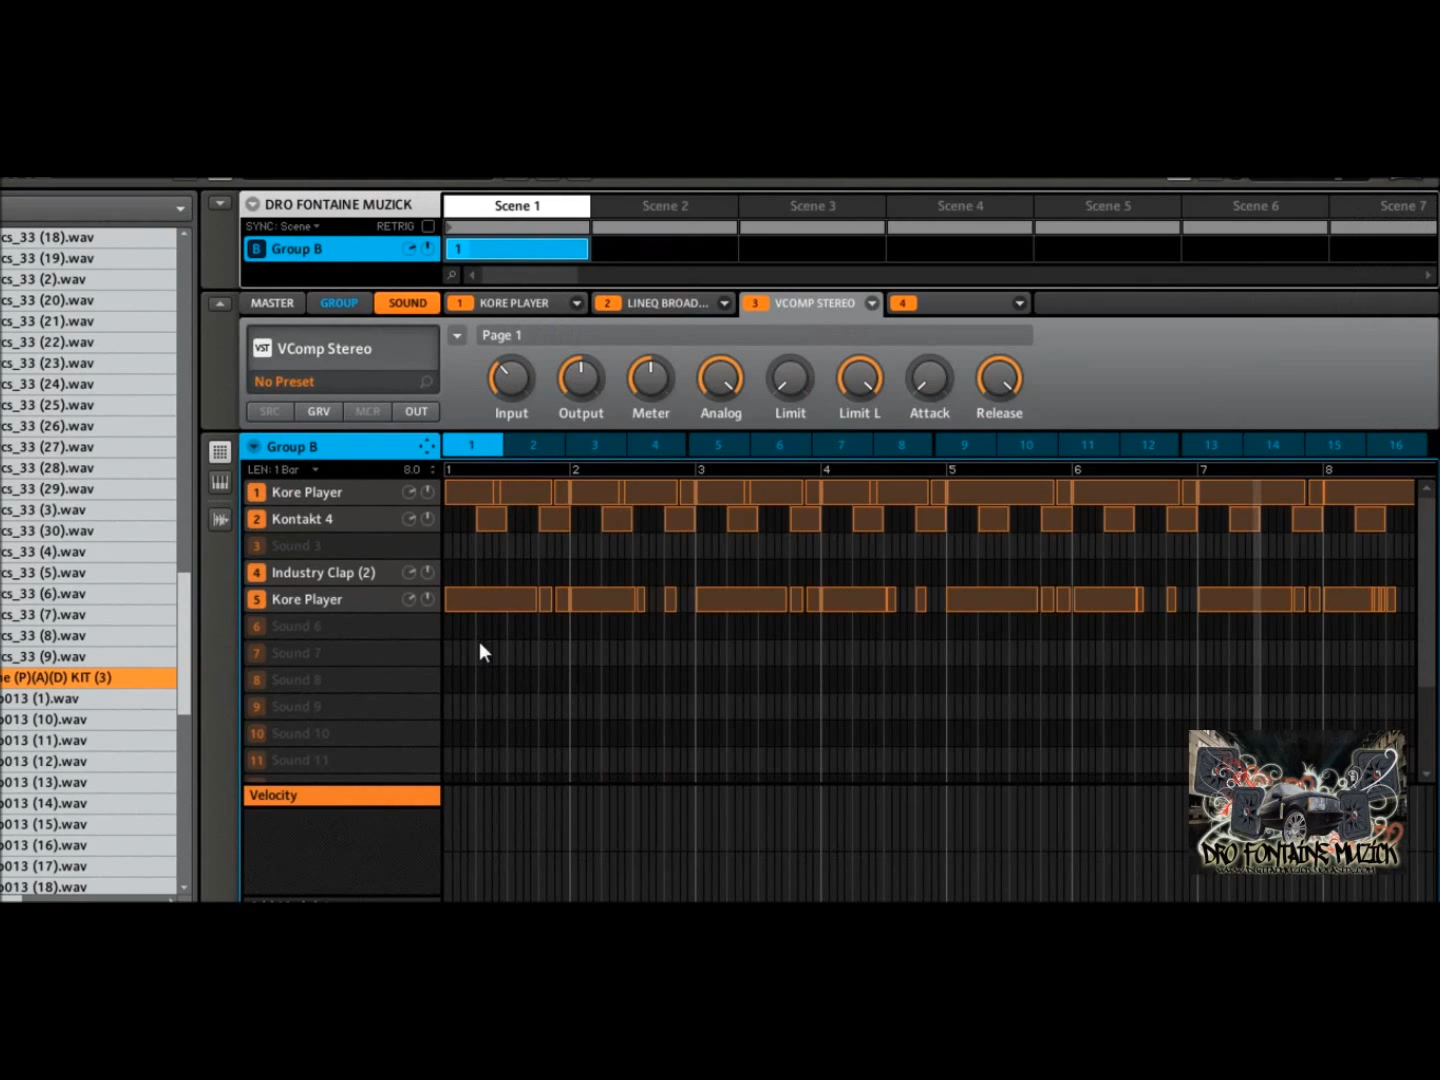 DRO FONTAINE MUZICK
Scene 1
Scene 2
Scene 3
Scene 4
Scene 5
Scene 6
Scene 7
SYNC: Scene
RETRIG
B Group B
1
MASTER
GROUP
SOUND
1 KORE PLAYER
2 LINEQ BROAD...
3 VCOMP STEREO
4
VST VComp Stereo
No Preset
SRC GRV MCR OUT
Page 1
Input Output Meter Analog Limit Limit L Attack Release
Group B
1 2 3 4 5 6 7 8 9 10 11 12 13 14 15 16
LEN: 1 Bar 8.0
1 2 3 4 5 6 7 8
1 Kore Player
2 Kontakt 4
3 Sound 3
4 Industry Clap (2)
5 Kore Player
6 Sound 6
7 Sound 7
8 Sound 8
9 Sound 9
10 Sound 10
11 Sound 11
Velocity
cs_33 (18).wav
cs_33 (19).wav
cs_33 (2).wav
cs_33 (20).wav
cs_33 (21).wav
cs_33 (22).wav
cs_33 (23).wav
cs_33 (24).wav
cs_33 (25).wav
cs_33 (26).wav
cs_33 (27).wav
cs_33 (28).wav
cs_33 (29).wav
cs_33 (3).wav
cs_33 (30).wav
cs_33 (4).wav
cs_33 (5).wav
cs_33 (6).wav
cs_33 (7).wav
cs_33 (8).wav
cs_33 (9).wav
e (P)(A)(D) KIT (3)
013 (1).wav
013 (10).wav
013 (11).wav
013 (12).wav
013 (13).wav
013 (14).wav
013 (15).wav
013 (16).wav
013 (17).wav
013 (18).wav
DRO FONTAINE MUZICK